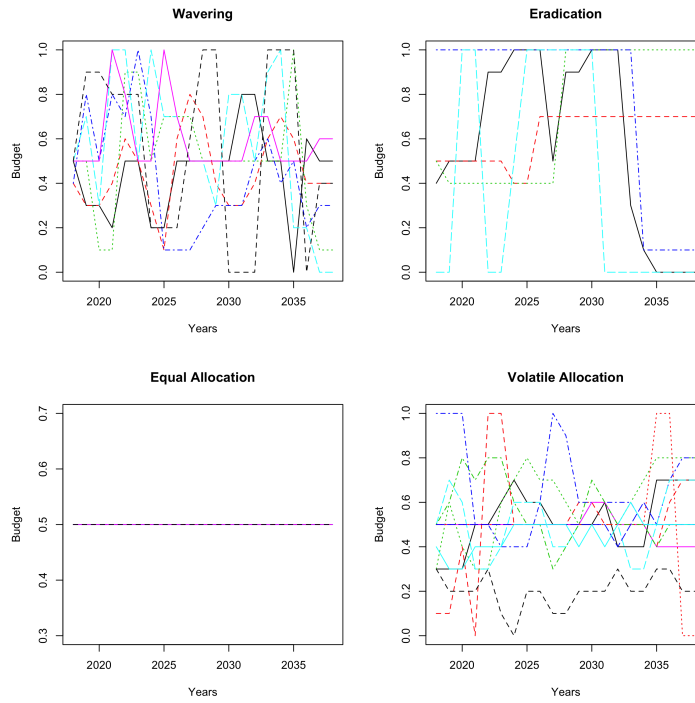 Wavering
Budget
0.0 0.2 0.4 0.6 0.8 1.0
2020 2025 2030 2035
Years
Eradication
Budget
0.0 0.2 0.4 0.6 0.8 1.0
2020 2025 2030 2035
Years
Equal Allocation
Budget
0.3 0.4 0.5 0.6 0.7
2020 2025 2030 2035
Years
Volatile Allocation
Budget
0.0 0.2 0.4 0.6 0.8 1.0
2020 2025 2030 2035
Years